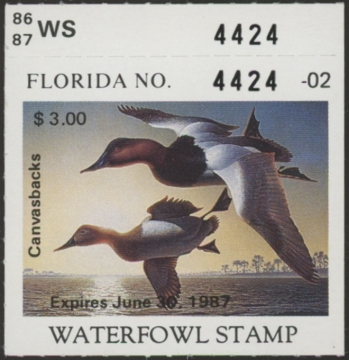 86
87 WS 4424
FLORIDA NO. 4424 -02
$3.00
Canvasbacks
Expires June 30, 1987
WATERFOWL STAMP